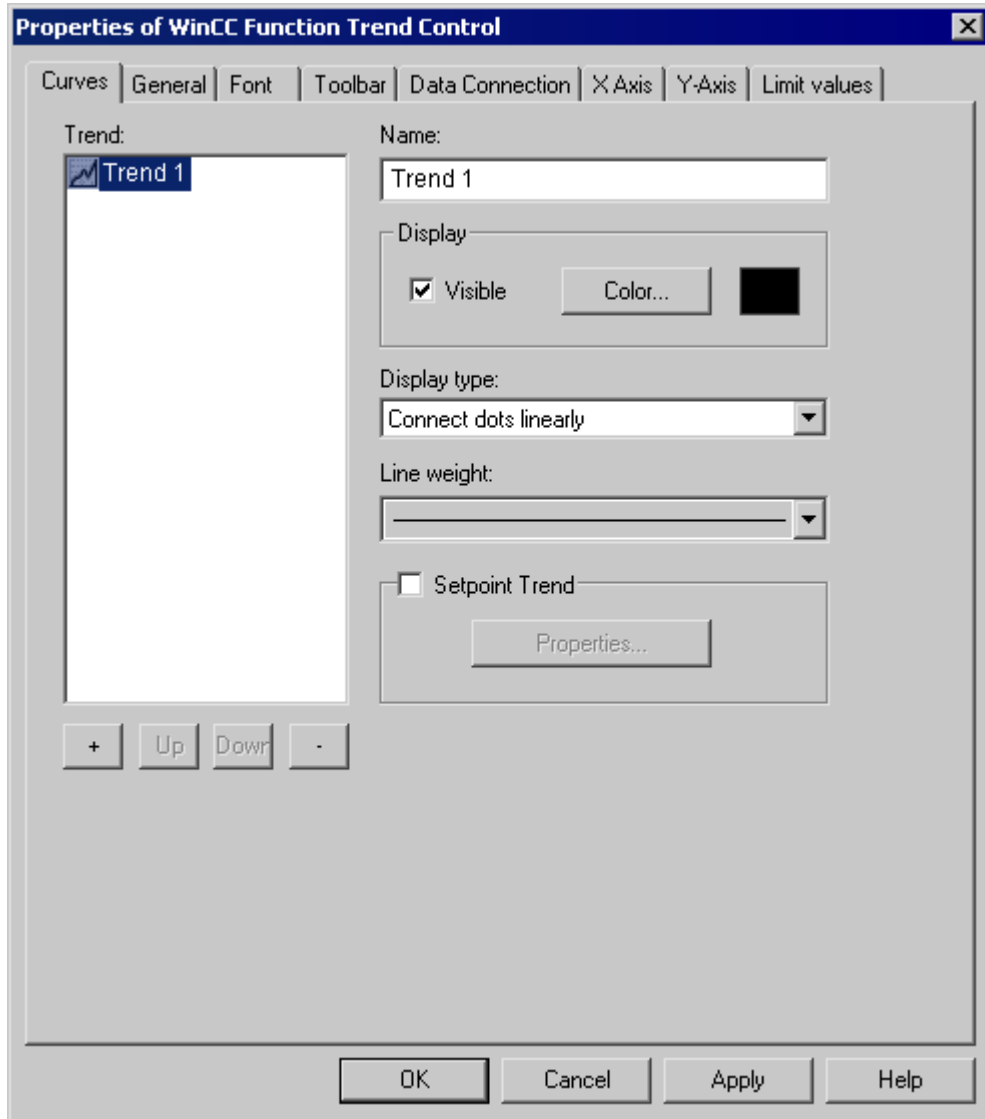 Properties of WinCC Function Trend Control
Curves General Font Toolbar Data Connection X Axis Y-Axis Limit values
Trend:
Trend 1
Name:
Trend 1
Display
Visible Color...
Display type:
Connect dots linearly
Line weight:
Setpoint Trend
Properties...
+ Up Down -
OK Cancel Apply Help